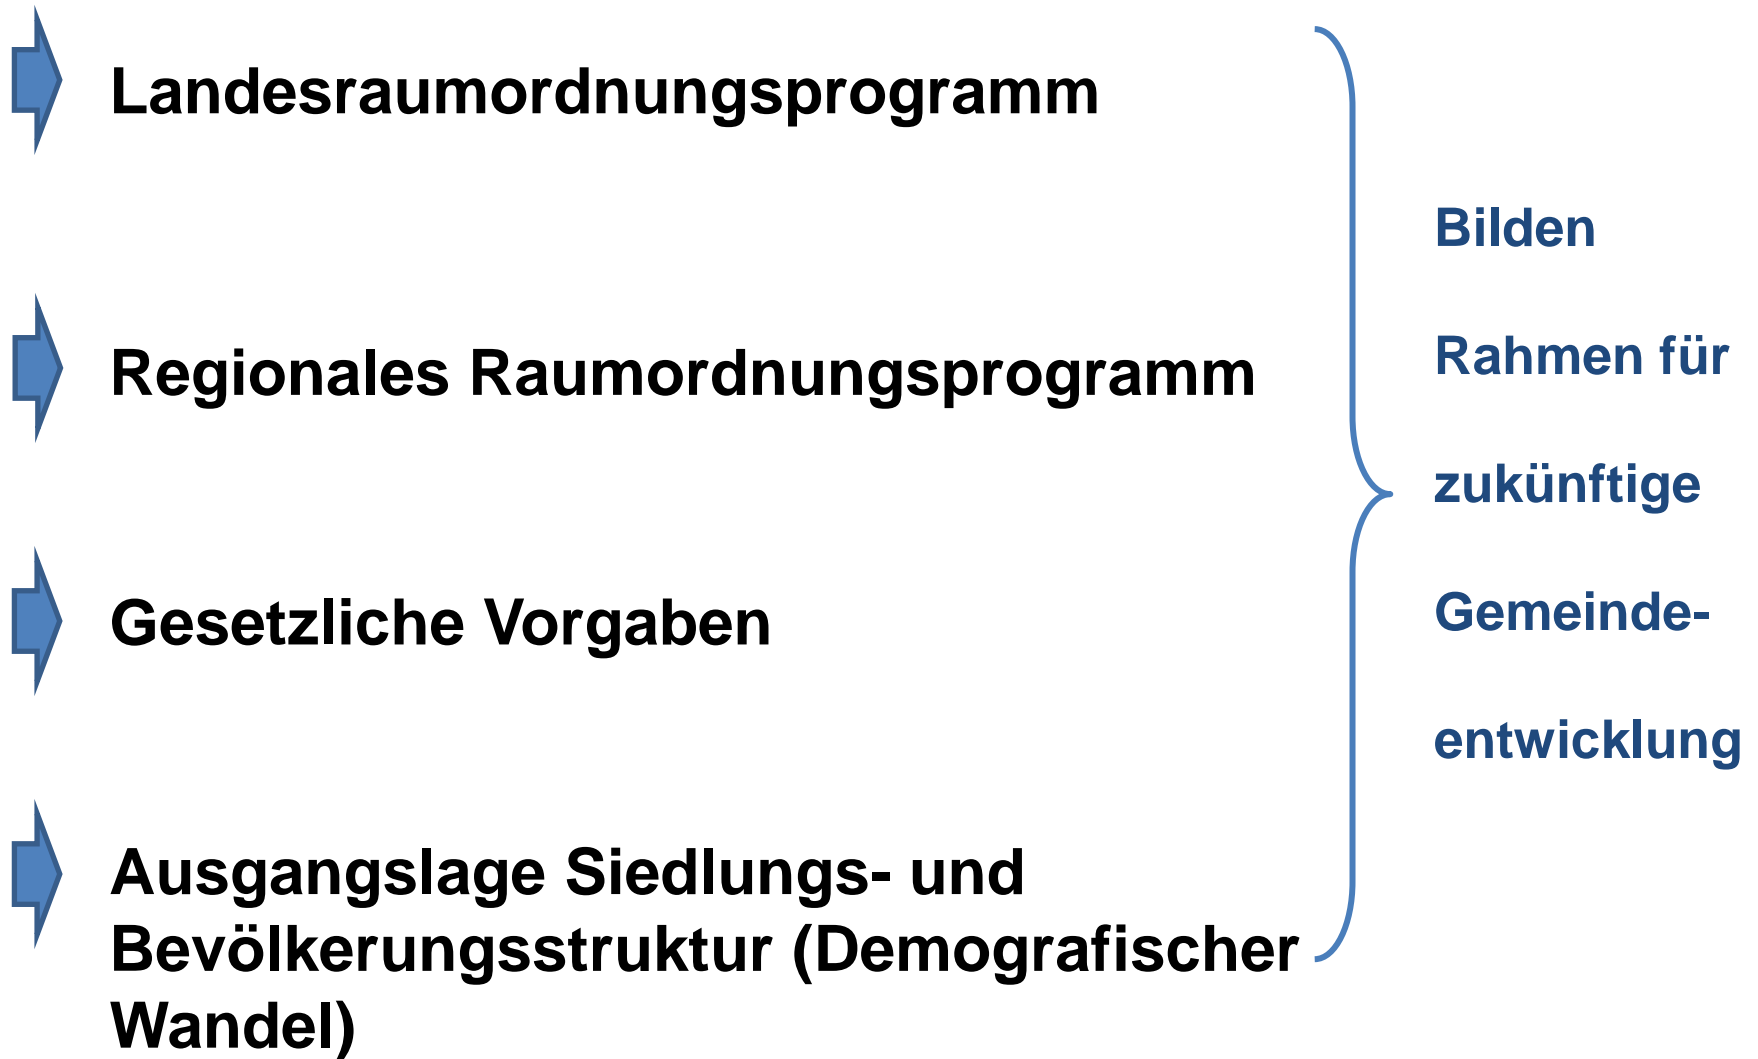 Landesraumordnungsprogramm
Regionales Raumordnungsprogramm
Gesetzliche Vorgaben
Ausgangslage Siedlungs- und
Bevölkerungsstruktur (Demografischer
Wandel)
Bilden
Rahmen für
zukünftige
Gemeinde-
entwicklung